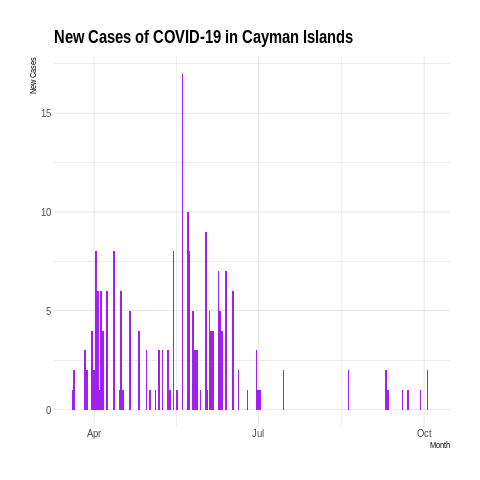 New Cases of COVID-19 in Cayman Islands
New Cases
15
10
5
0
Apr
Jul
Oct
Month